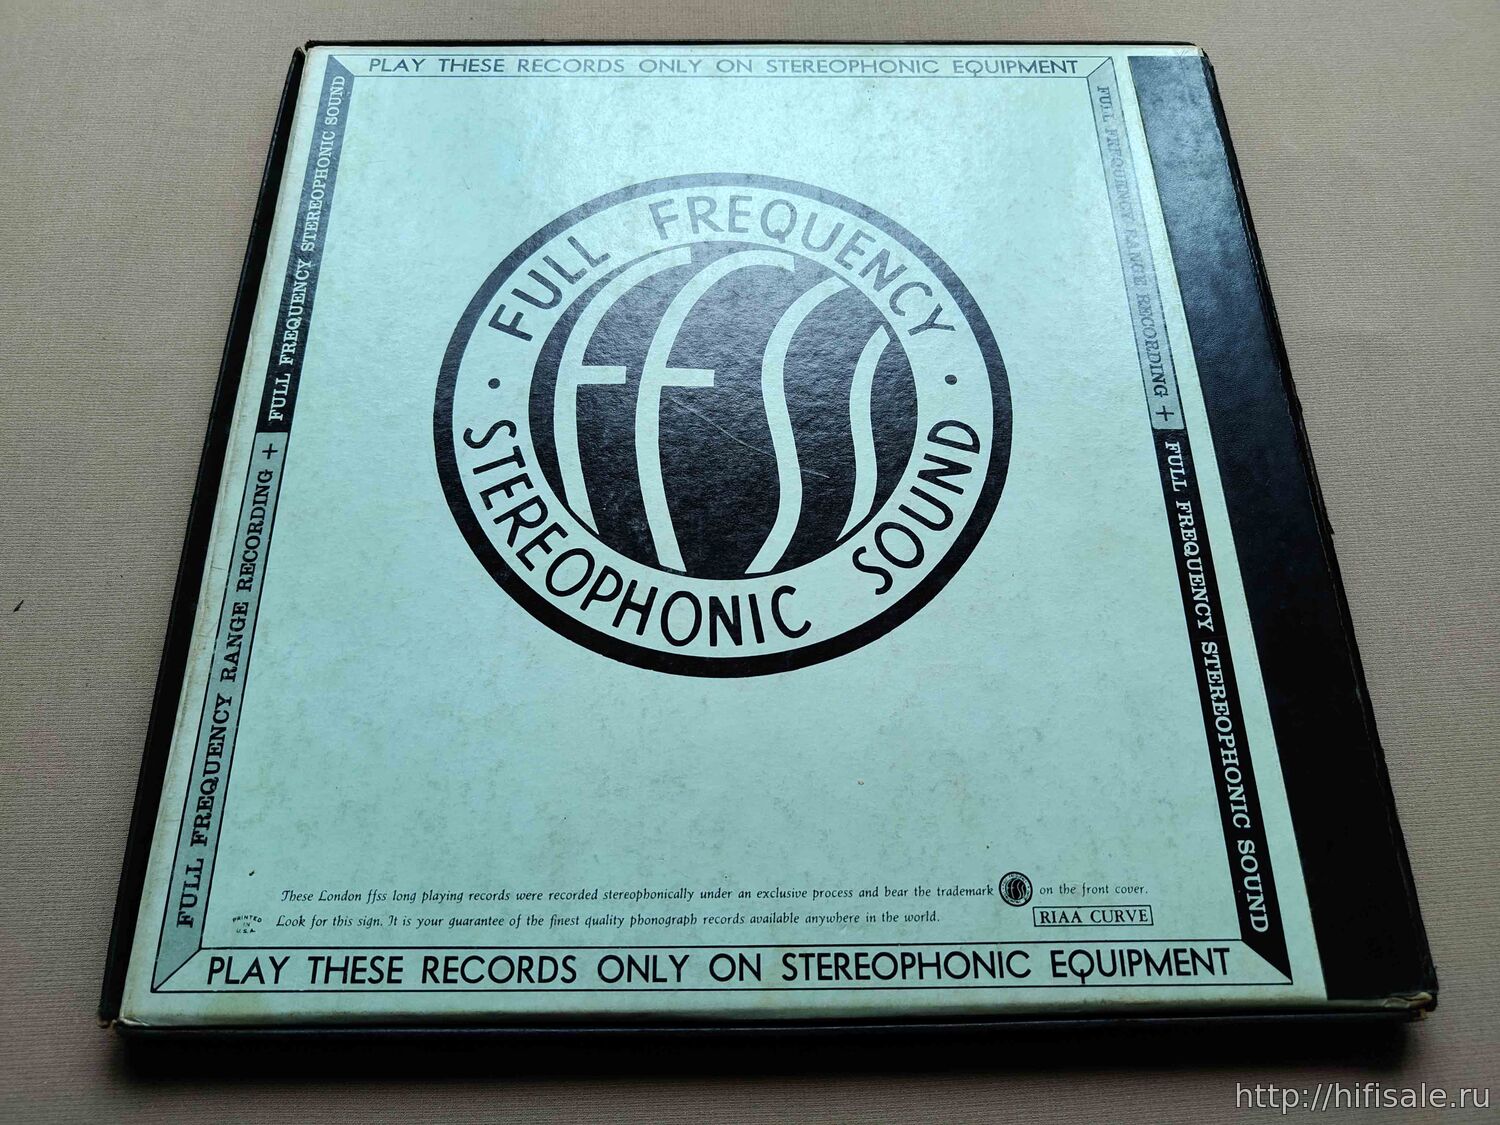 PLAY THESE RECORDS ONLY ON STEREOPHONIC EQUIPMENT
FULL FREQUENCY RANGE RECORDING + FULL FREQUENCY STEREOPHONIC SOUND
FULL FREQUENCY RANGE RECORDING + FULL FREQUENCY STEREOPHONIC SOUND
FULL FREQUENCY
FFSS
• STEREOPHONIC SOUND •
These London ffss long playing records were recorded stereophonically under an exclusive process and bear the trademark ffss on the front cover.
Look for this sign. It is your guarantee of the finest quality phonograph records available anywhere in the world.
RIAA CURVE
PRINTED
IN
U.S.A.
PLAY THESE RECORDS ONLY ON STEREOPHONIC EQUIPMENT
http://hifisale.ru